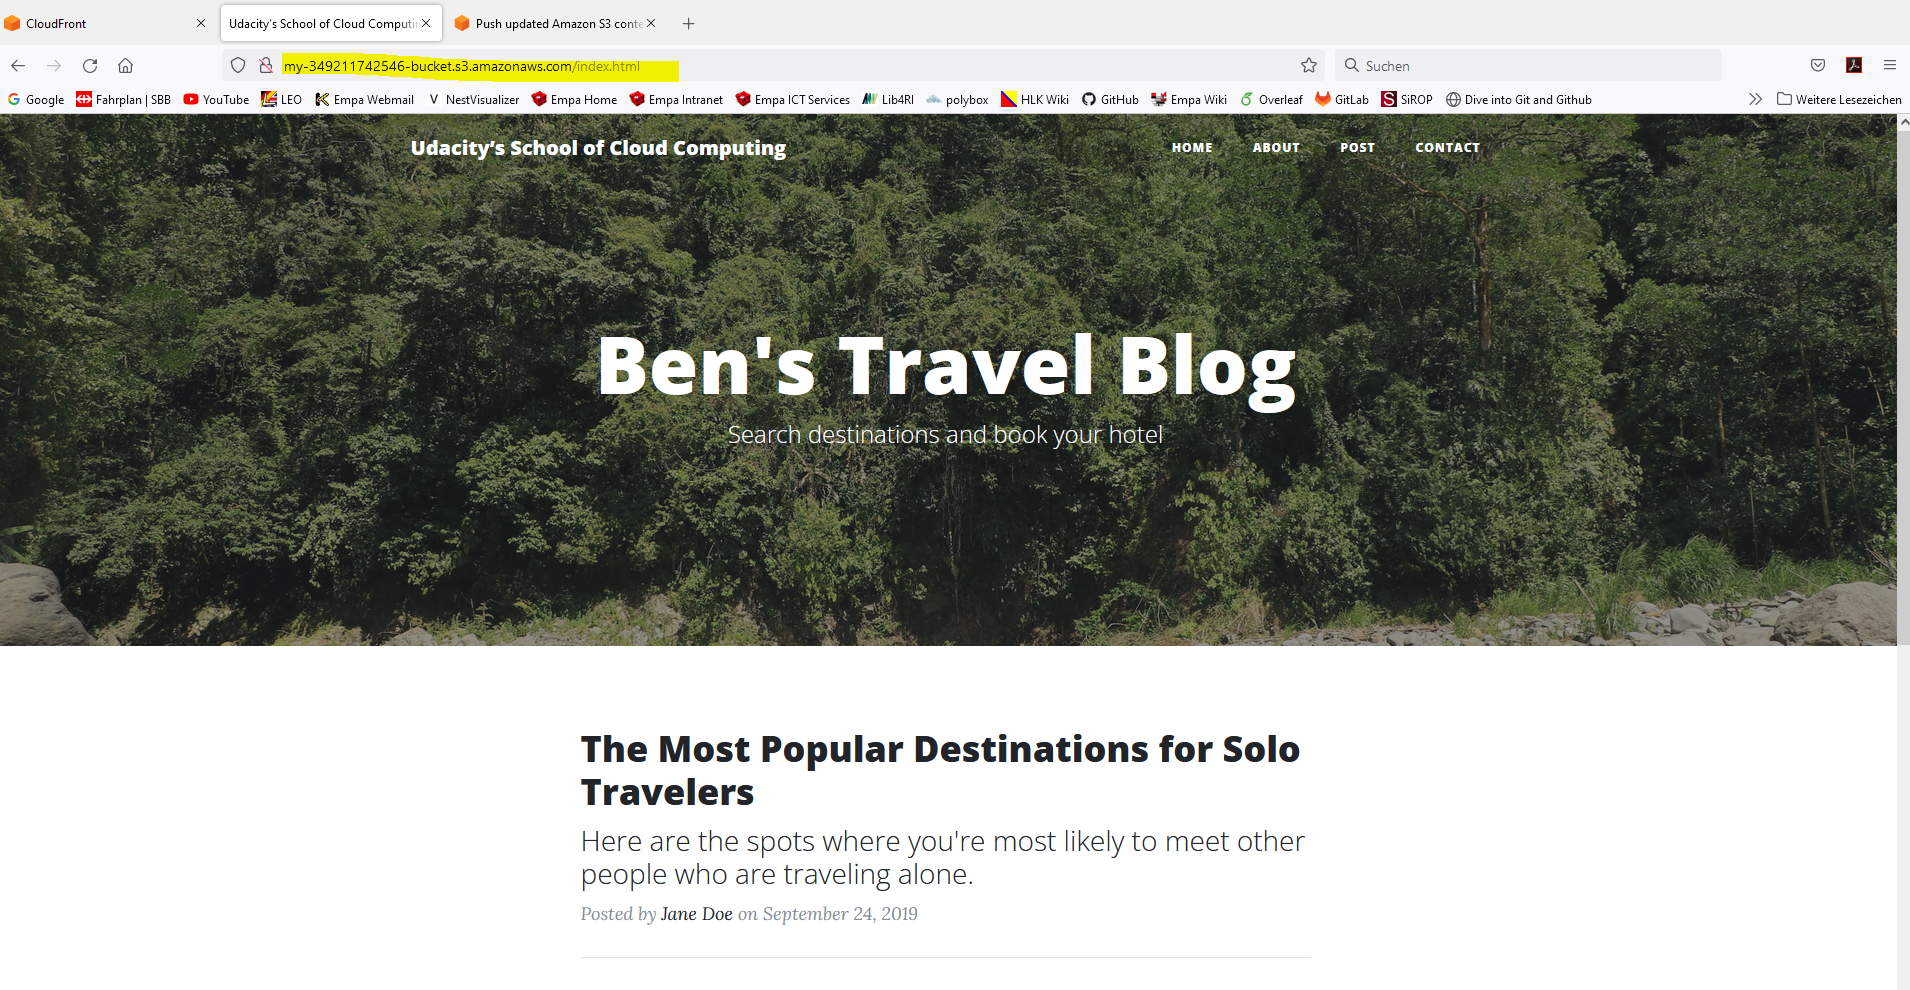 CloudFront
Udacity's School of Cloud Computin
Push updated Amazon S3 conte
my-349211742546-bucket.s3.amazonaws.com/index.html
Suchen
Google Fahrplan | SBB YouTube LEO Empa Webmail NestVisualizer Empa Home Empa Intranet Empa ICT Services Lib4RI polybox HLK Wiki GitHub Empa Wiki Overleaf GitLab SiROP Dive into Git and Github Weitere Lesezeichen
Udacity's School of Cloud Computing
HOME ABOUT POST CONTACT
Ben's Travel Blog
Search destinations and book your hotel
The Most Popular Destinations for Solo
Travelers
Here are the spots where you're most likely to meet other
people who are traveling alone.
Posted by Jane Doe on September 24, 2019